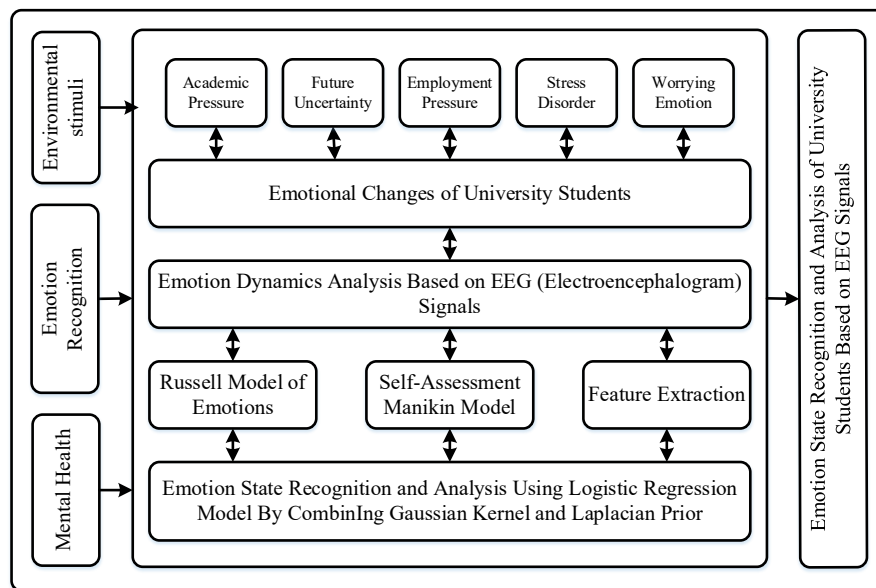 Environmental
stimuli
Emotion
Recognition
Mental Health
Academic
Pressure
Future
Uncertainty
Employment
Pressure
Stress
Disorder
Worrying
Emotion
Emotional Changes of University Students
Emotion Dynamics Analysis Based on EEG (Electroencephalogram)
Signals
Russell Model of
Emotions
Self-Assessment
Manikin Model
Feature Extraction
Emotion State Recognition and Analysis Using Logistic Regression
Model By CombinIng Gaussian Kernel and Laplacian Prior
Emotion State Recognition and Analysis of University
Students Based on EEG Signals